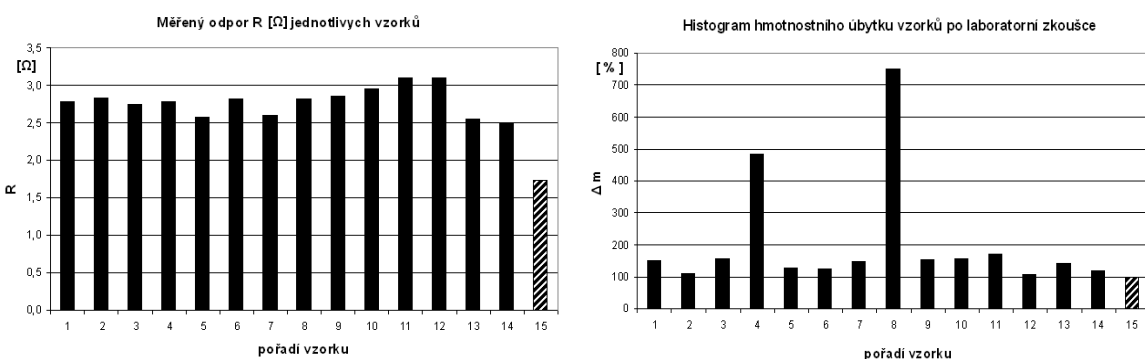 Měřený odpor R [Ω] jednotlivých vzorků
3,5
[Ω]
3,0
2,5
2,0
1,5
R
1,0
0,5
0,0
1 2 3 4 5 6 7 8 9 10 11 12 13 14 15
pořadí vzorku
Histogram hmotnostního úbytku vzorků po laboratorní zkoušce
800
[ % ]
700
600
500
400
Δ m
300
200
100
0
1 2 3 4 5 6 7 8 9 10 11 12 13 14 15
pořadí vzorku